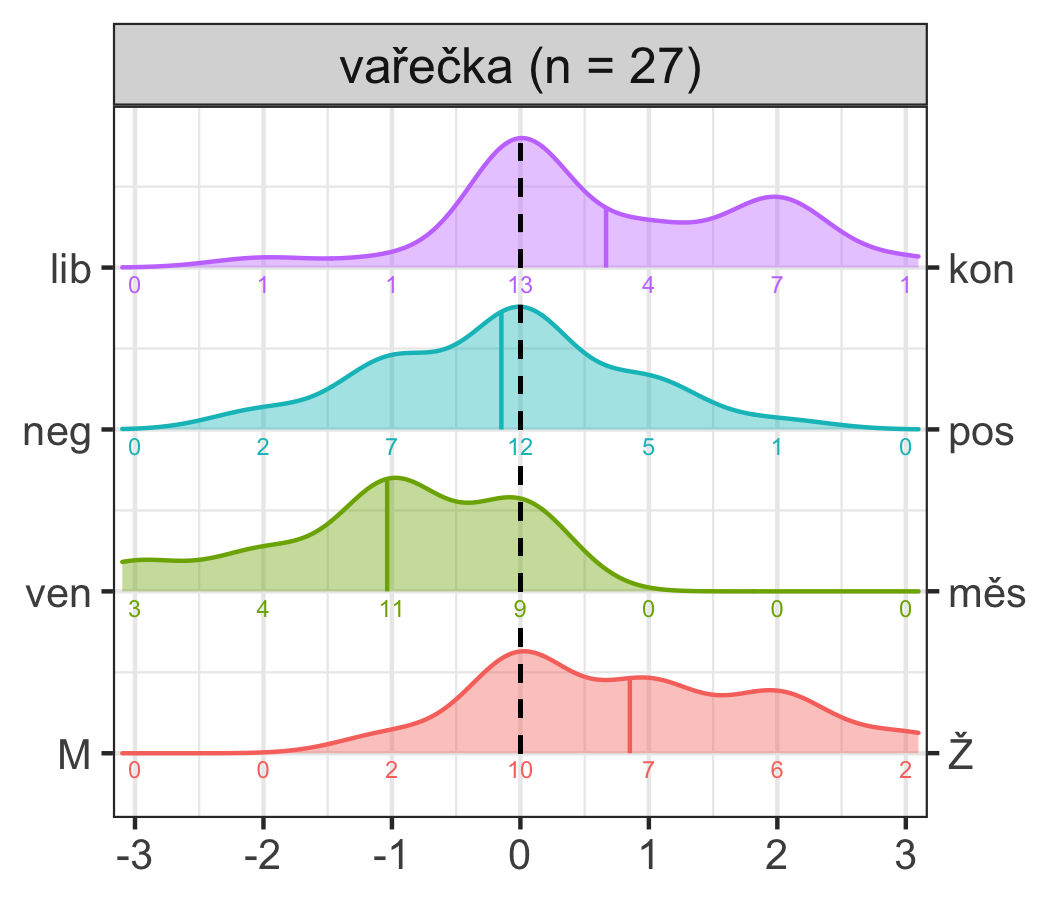 vařečka (n = 27)
lib kon
0 1 1 13 4 7 1
neg pos
0 2 7 12 5 1 0
ven měs
3 4 11 9 0 0 0
M Ž
0 0 2 10 7 6 2
-3 -2 -1 0 1 2 3